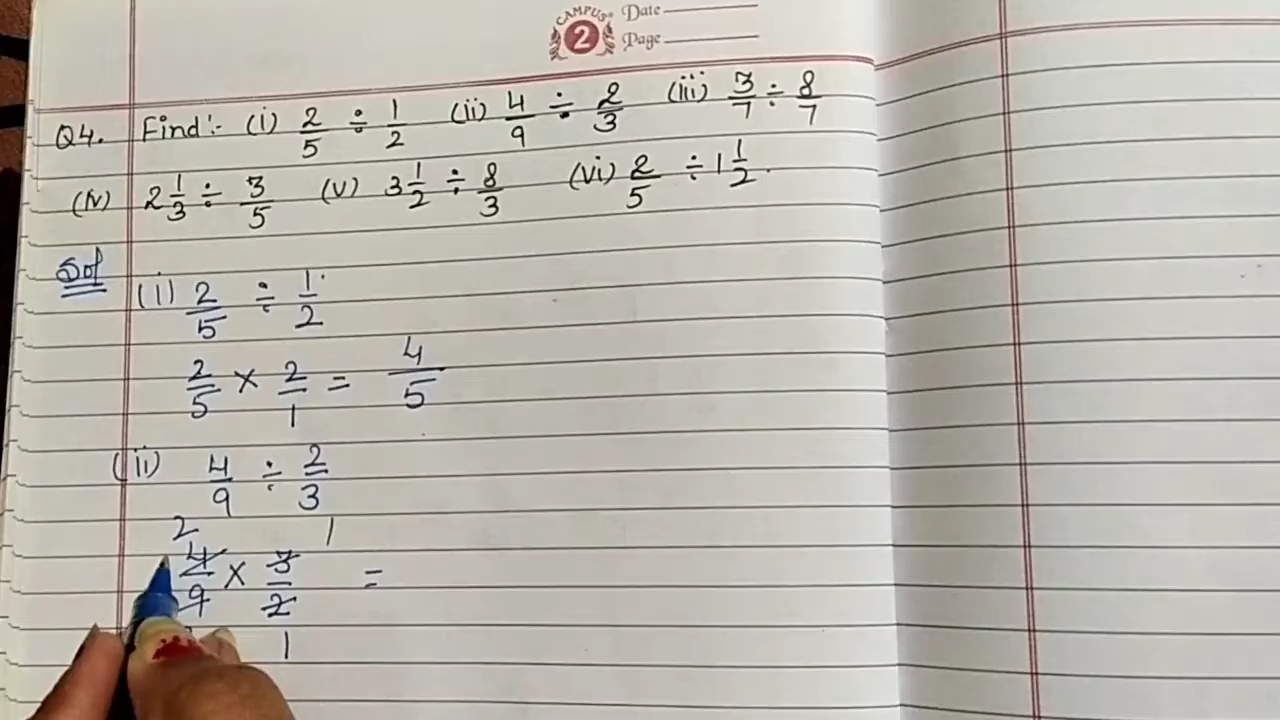 CAMPUS
2
Date
Page
Q4. Find:- (i) 2/5 ÷ 1/2 (ii) 4/9 ÷ 2/3 (iii) 3/7 ÷ 8/7
(iv) 2 1/3 ÷ 3/5 (v) 3 1/2 ÷ 8/3 (vi) 2/5 ÷ 1 1/2.
Sol
(i) 2/5 ÷ 1/2
2/5 × 2/1 = 4/5
(ii) 4/9 ÷ 2/3
2 1
4/9 × 3/2 =
1